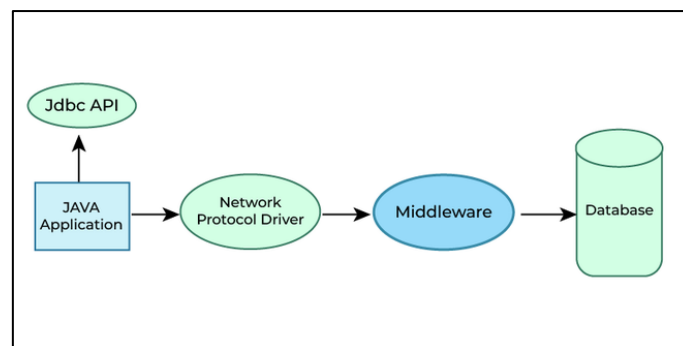 Jdbc API
JAVA
Application
Network
Protocol Driver
Middleware
Database